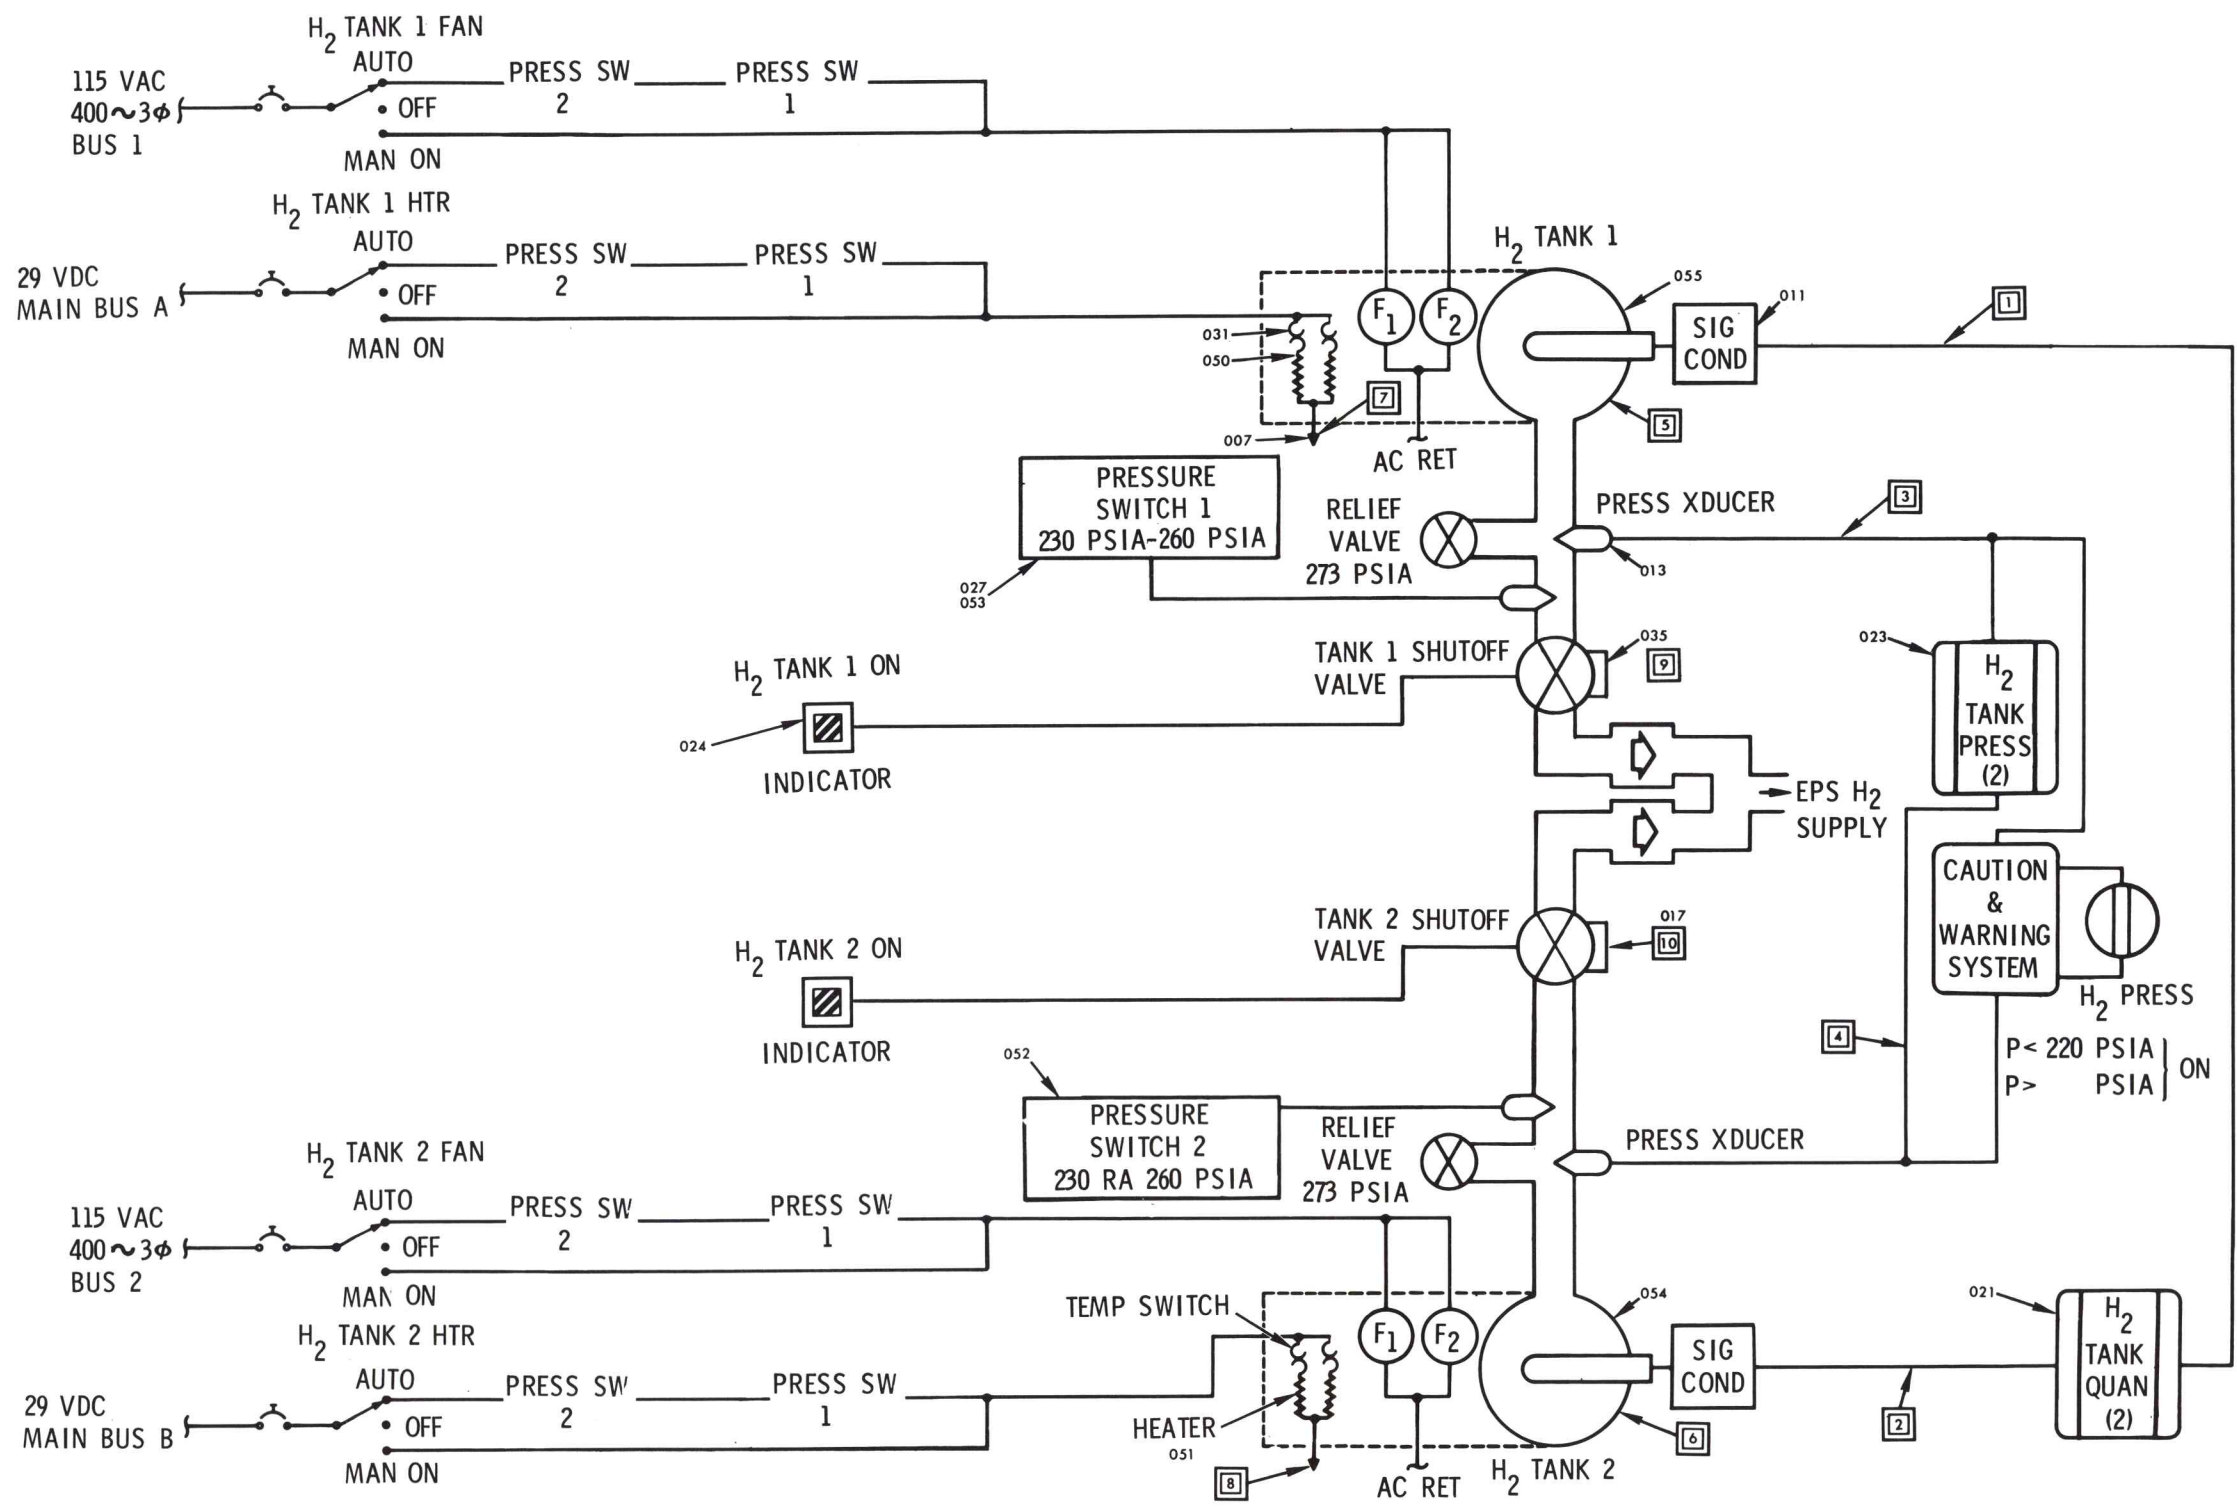 H2 TANK 1 FAN
AUTO
115 VAC
400~3ϕ
BUS 1
PRESS SW
2
PRESS SW
1
OFF
MAN ON
H2 TANK 1 HTR
AUTO
29 VDC
MAIN BUS A
PRESS SW
2
PRESS SW
1
OFF
MAN ON
H2 TANK 1
055
011
1
SIG
COND
F1
F2
031
050
7
5
007
AC RET
PRESSURE
SWITCH 1
230 PSIA-260 PSIA
027
053
RELIEF
VALVE
273 PSIA
PRESS XDUCER
3
013
TANK 1 SHUTOFF
VALVE
035
9
023
H2
TANK
PRESS
(2)
H2 TANK 1 ON
024
INDICATOR
EPS H2
SUPPLY
CAUTION
&
WARNING
SYSTEM
H2 PRESS
P< 220 PSIA
P> PSIA
ON
4
TANK 2 SHUTOFF
VALVE
017
10
H2 TANK 2 ON
INDICATOR
052
PRESSURE
SWITCH 2
230 RA 260 PSIA
RELIEF
VALVE
273 PSIA
PRESS XDUCER
H2 TANK 2 FAN
AUTO
115 VAC
400~3ϕ
BUS 2
PRESS SW
2
PRESS SW
1
OFF
MAN ON
H2 TANK 2 HTR
AUTO
29 VDC
MAIN BUS B
PRESS SW
2
PRESS SW
1
OFF
MAN ON
TEMP SWITCH
HEATER
051
8
F1
F2
AC RET
H2 TANK 2
054
6
SIG
COND
2
021
H2
TANK
QUAN
(2)